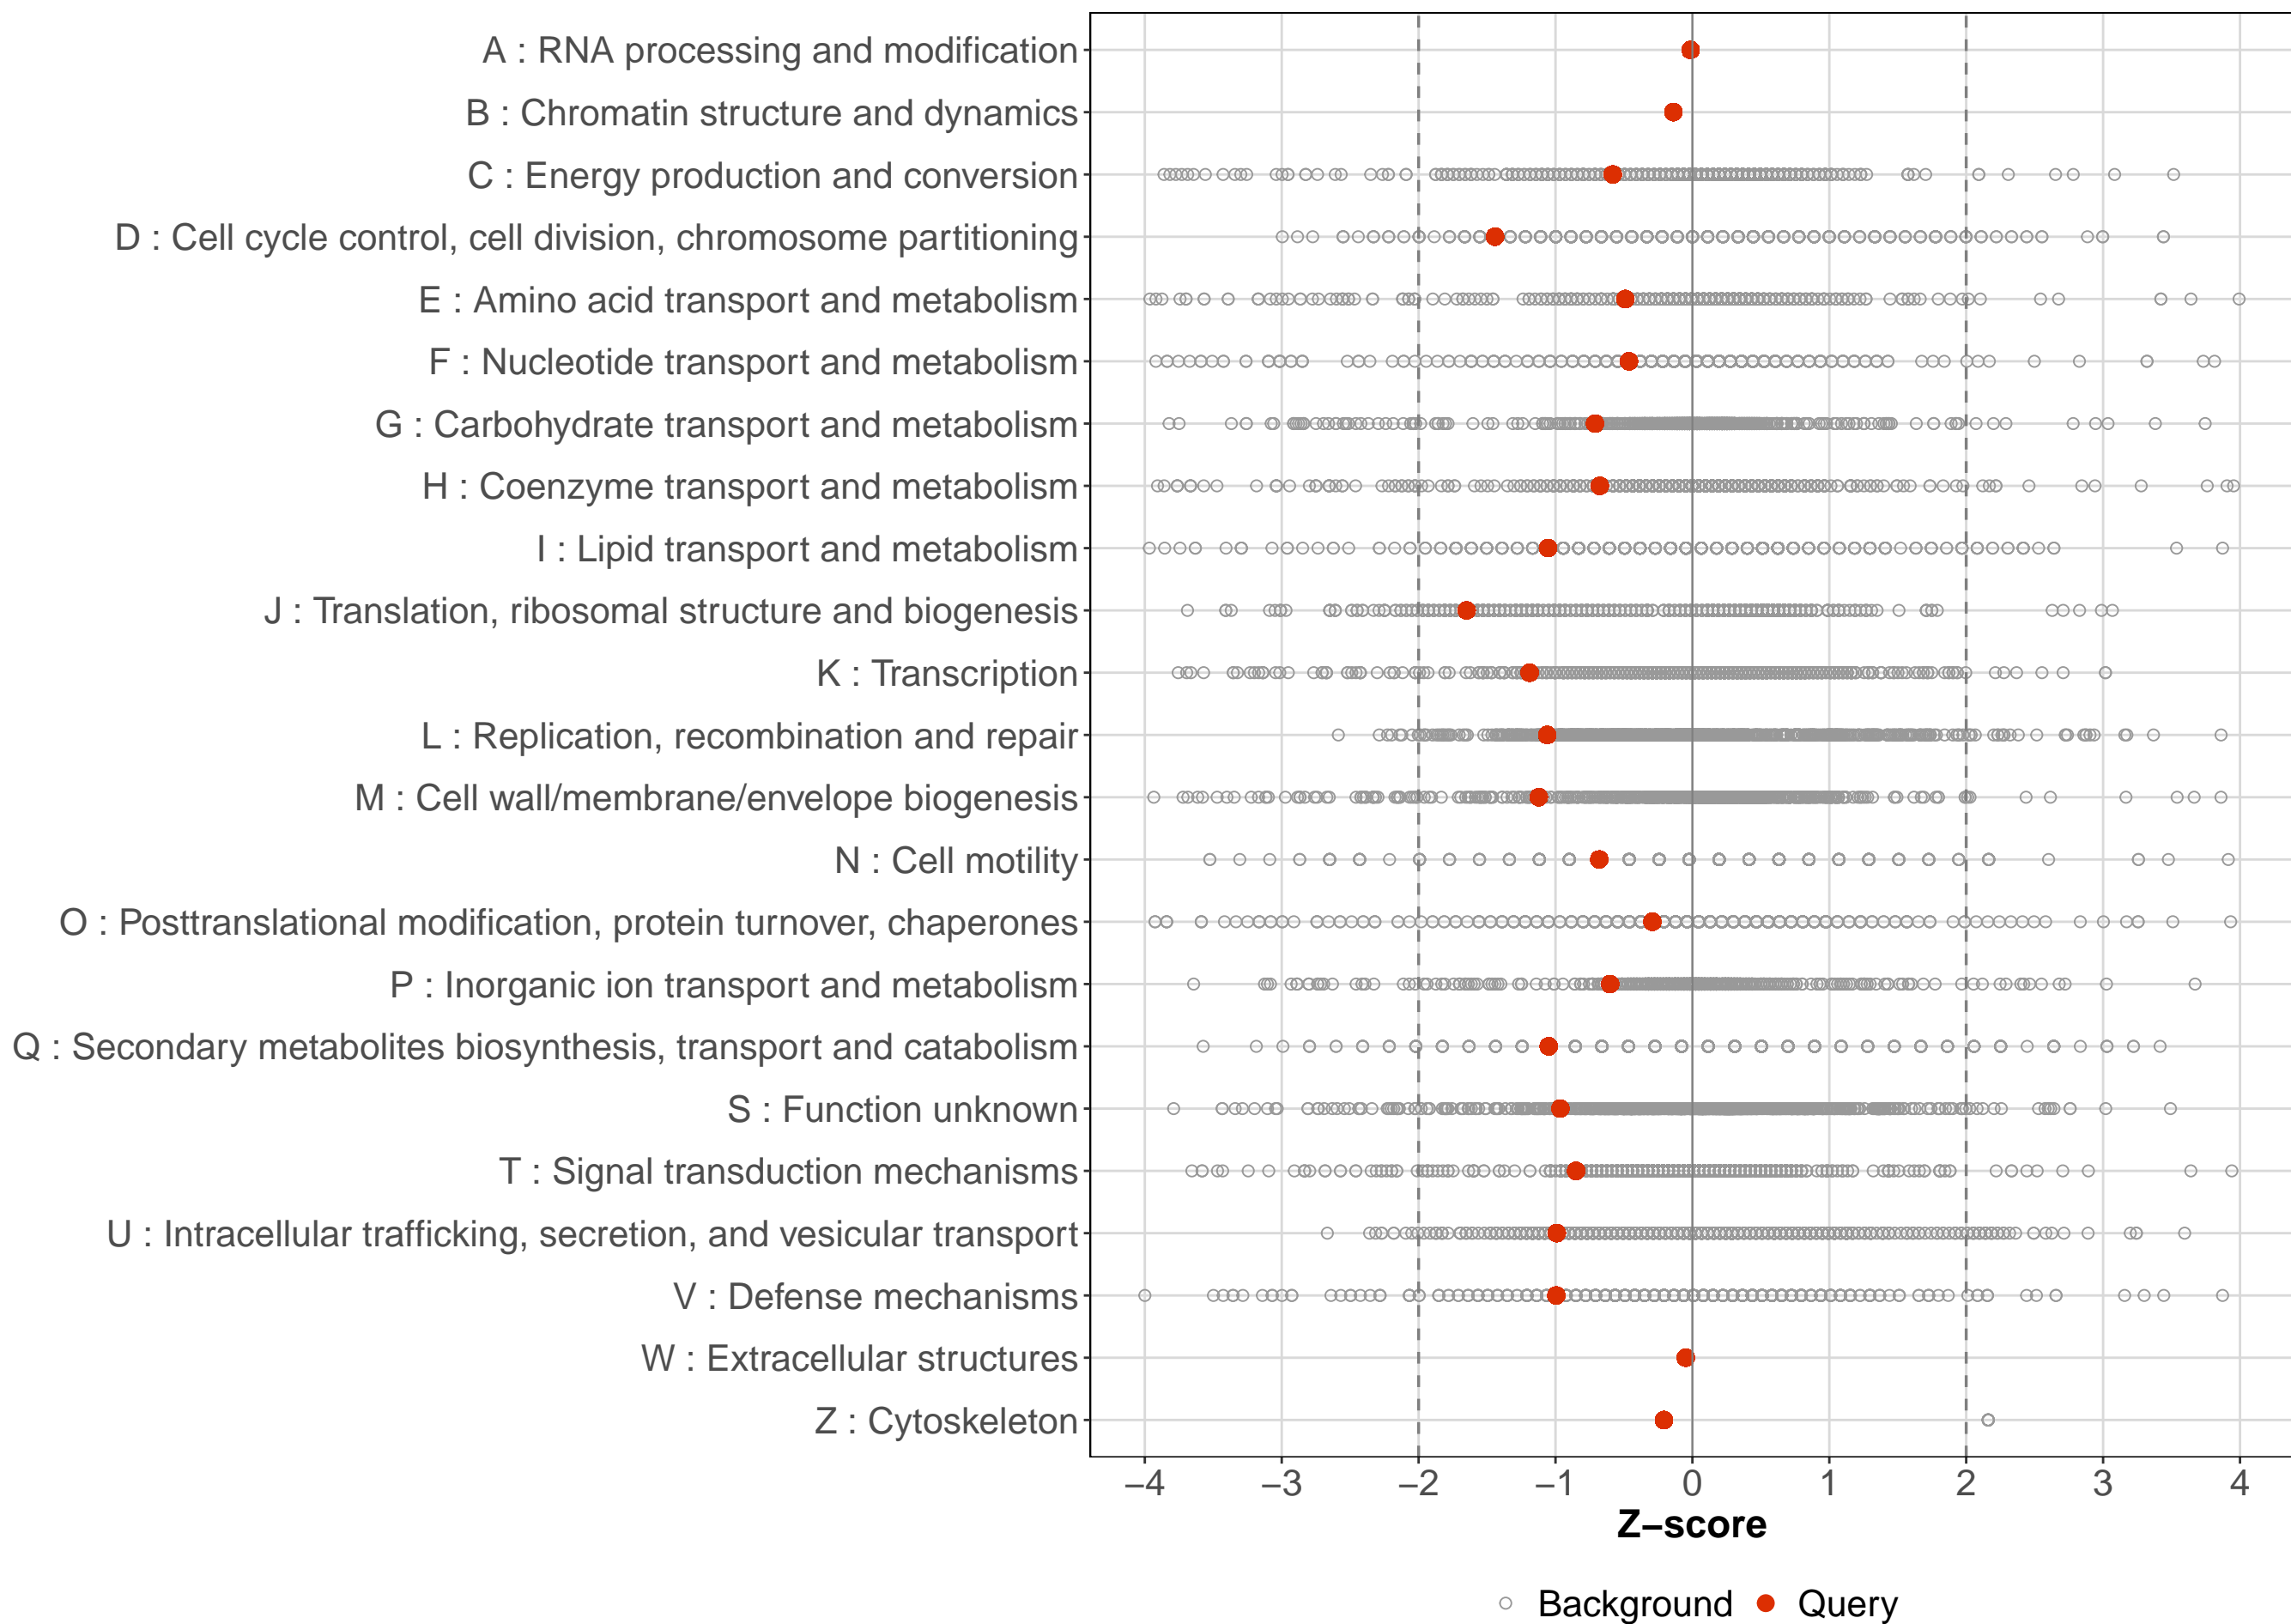 A : RNA processing and modification
B : Chromatin structure and dynamics
C : Energy production and conversion
D : Cell cycle control, cell division, chromosome partitioning
E : Amino acid transport and metabolism
F : Nucleotide transport and metabolism
G : Carbohydrate transport and metabolism
H : Coenzyme transport and metabolism
I : Lipid transport and metabolism
J : Translation, ribosomal structure and biogenesis
K : Transcription
L : Replication, recombination and repair
M : Cell wall/membrane/envelope biogenesis
N : Cell motility
O : Posttranslational modification, protein turnover, chaperones
P : Inorganic ion transport and metabolism
Q : Secondary metabolites biosynthesis, transport and catabolism
S : Function unknown
T : Signal transduction mechanisms
U : Intracellular trafficking, secretion, and vesicular transport
V : Defense mechanisms
W : Extracellular structures
Z : Cytoskeleton
−4 −3 −2 −1 0 1 2 3 4
Z−score
Background Query